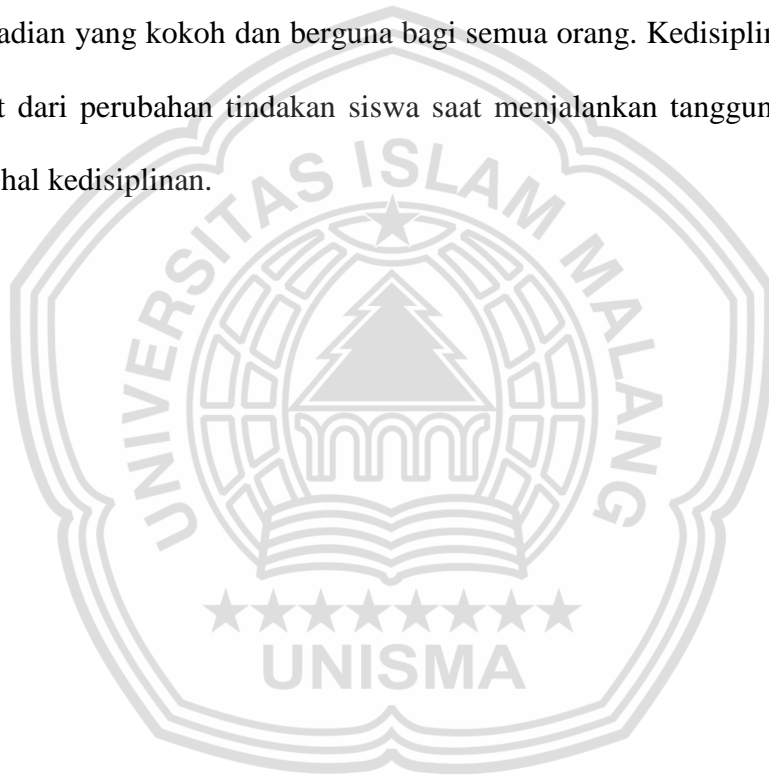 adian yang kokoh dan berguna bagi semua orang. Kedisiplin
t dari perubahan tindakan siswa saat menjalankan tanggun
hal kedisiplinan.
UNIVERSITAS ISLAM MALANG
UNISMA